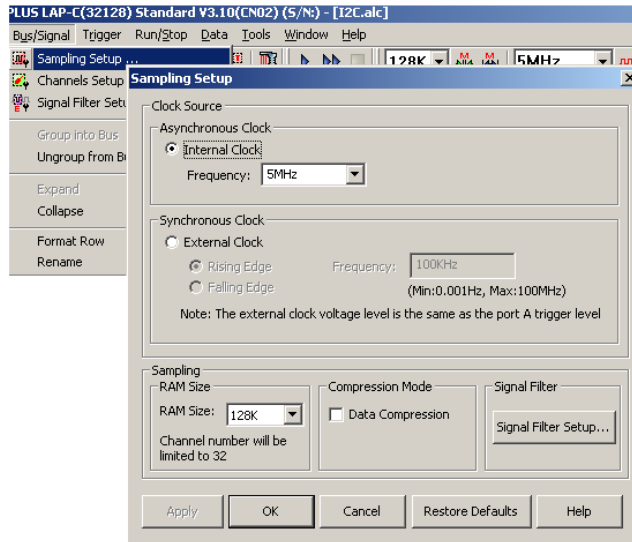 PLUS LAP-C(32128) Standard V3.10(CN02) (S/N:) - [I2C.alc]
Bus/Signal Trigger Run/Stop Data Tools Window Help
Sampling Setup ...
128K 5MHz
Channels Setup
Sampling Setup
Signal Filter Setu
Clock Source
Asynchronous Clock
Group into Bus
Internal Clock
Ungroup from Bu
Frequency: 5MHz
Expand
Collapse
Synchronous Clock
External Clock
Format Row
Rising Edge Frequency: 100KHz
Rename
Falling Edge (Min:0.001Hz, Max:100MHz)
Note: The external clock voltage level is the same as the port A trigger level
Sampling
RAM Size Compression Mode Signal Filter
RAM Size: 128K Data Compression Signal Filter Setup...
Channel number will be
limited to 32
Apply OK Cancel Restore Defaults Help